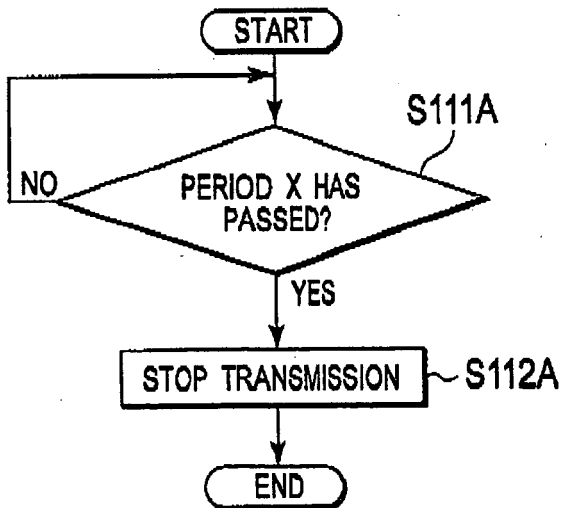 START
S111A
NO
PERIOD X HAS
PASSED?
YES
STOP TRANSMISSION
S112A
END